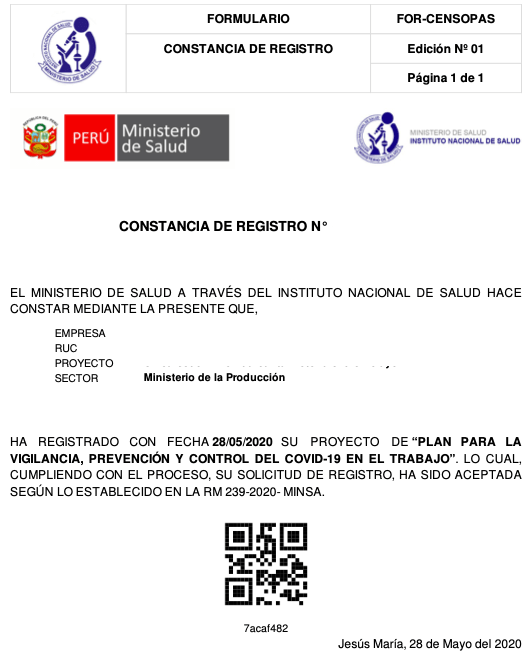 FORMULARIO
FOR-CENSOPAS
CONSTANCIA DE REGISTRO
Edición Nº 01
Página 1 de 1
PERÚ
Ministerio
de Salud
MINISTERIO DE SALUD
INSTITUTO NACIONAL DE SALUD
CONSTANCIA DE REGISTRO N°
EL MINISTERIO DE SALUD A TRAVÉS DEL INSTITUTO NACIONAL DE SALUD HACE
CONSTAR MEDIANTE LA PRESENTE QUE,
EMPRESA
RUC
PROYECTO
SECTOR Ministerio de la Producción
HA REGISTRADO CON FECHA 28/05/2020 SU PROYECTO DE “PLAN PARA LA
VIGILANCIA, PREVENCIÓN Y CONTROL DEL COVID-19 EN EL TRABAJO”. LO CUAL,
CUMPLIENDO CON EL PROCESO, SU SOLICITUD DE REGISTRO, HA SIDO ACEPTADA
SEGÚN LO ESTABLECIDO EN LA RM 239-2020- MINSA.
7acaf482
Jesús María, 28 de Mayo del 2020